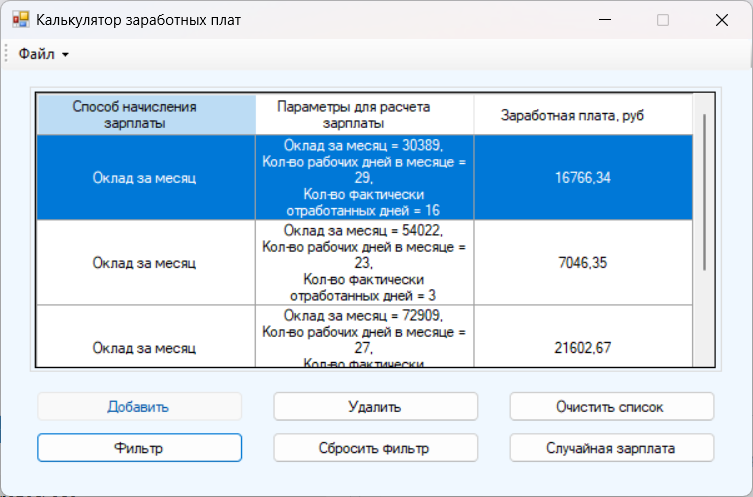 Калькулятор заработных плат
Файл
Способ начисления зарплаты
Параметры для расчета зарплаты
Заработная плата, руб
Оклад за месяц
Оклад за месяц = 30389,
Кол-во рабочих дней в месяце =
29,
Кол-во фактически
отработанных дней = 16
16766,34
Оклад за месяц
Оклад за месяц = 54022,
Кол-во рабочих дней в месяце =
23,
Кол-во фактически
отработанных дней = 3
7046,35
Оклад за месяц
Оклад за месяц = 72909,
Кол-во рабочих дней в месяце =
27,
Кол-во фактически
21602,67
Добавить
Удалить
Очистить список
Фильтр
Сбросить фильтр
Случайная зарплата